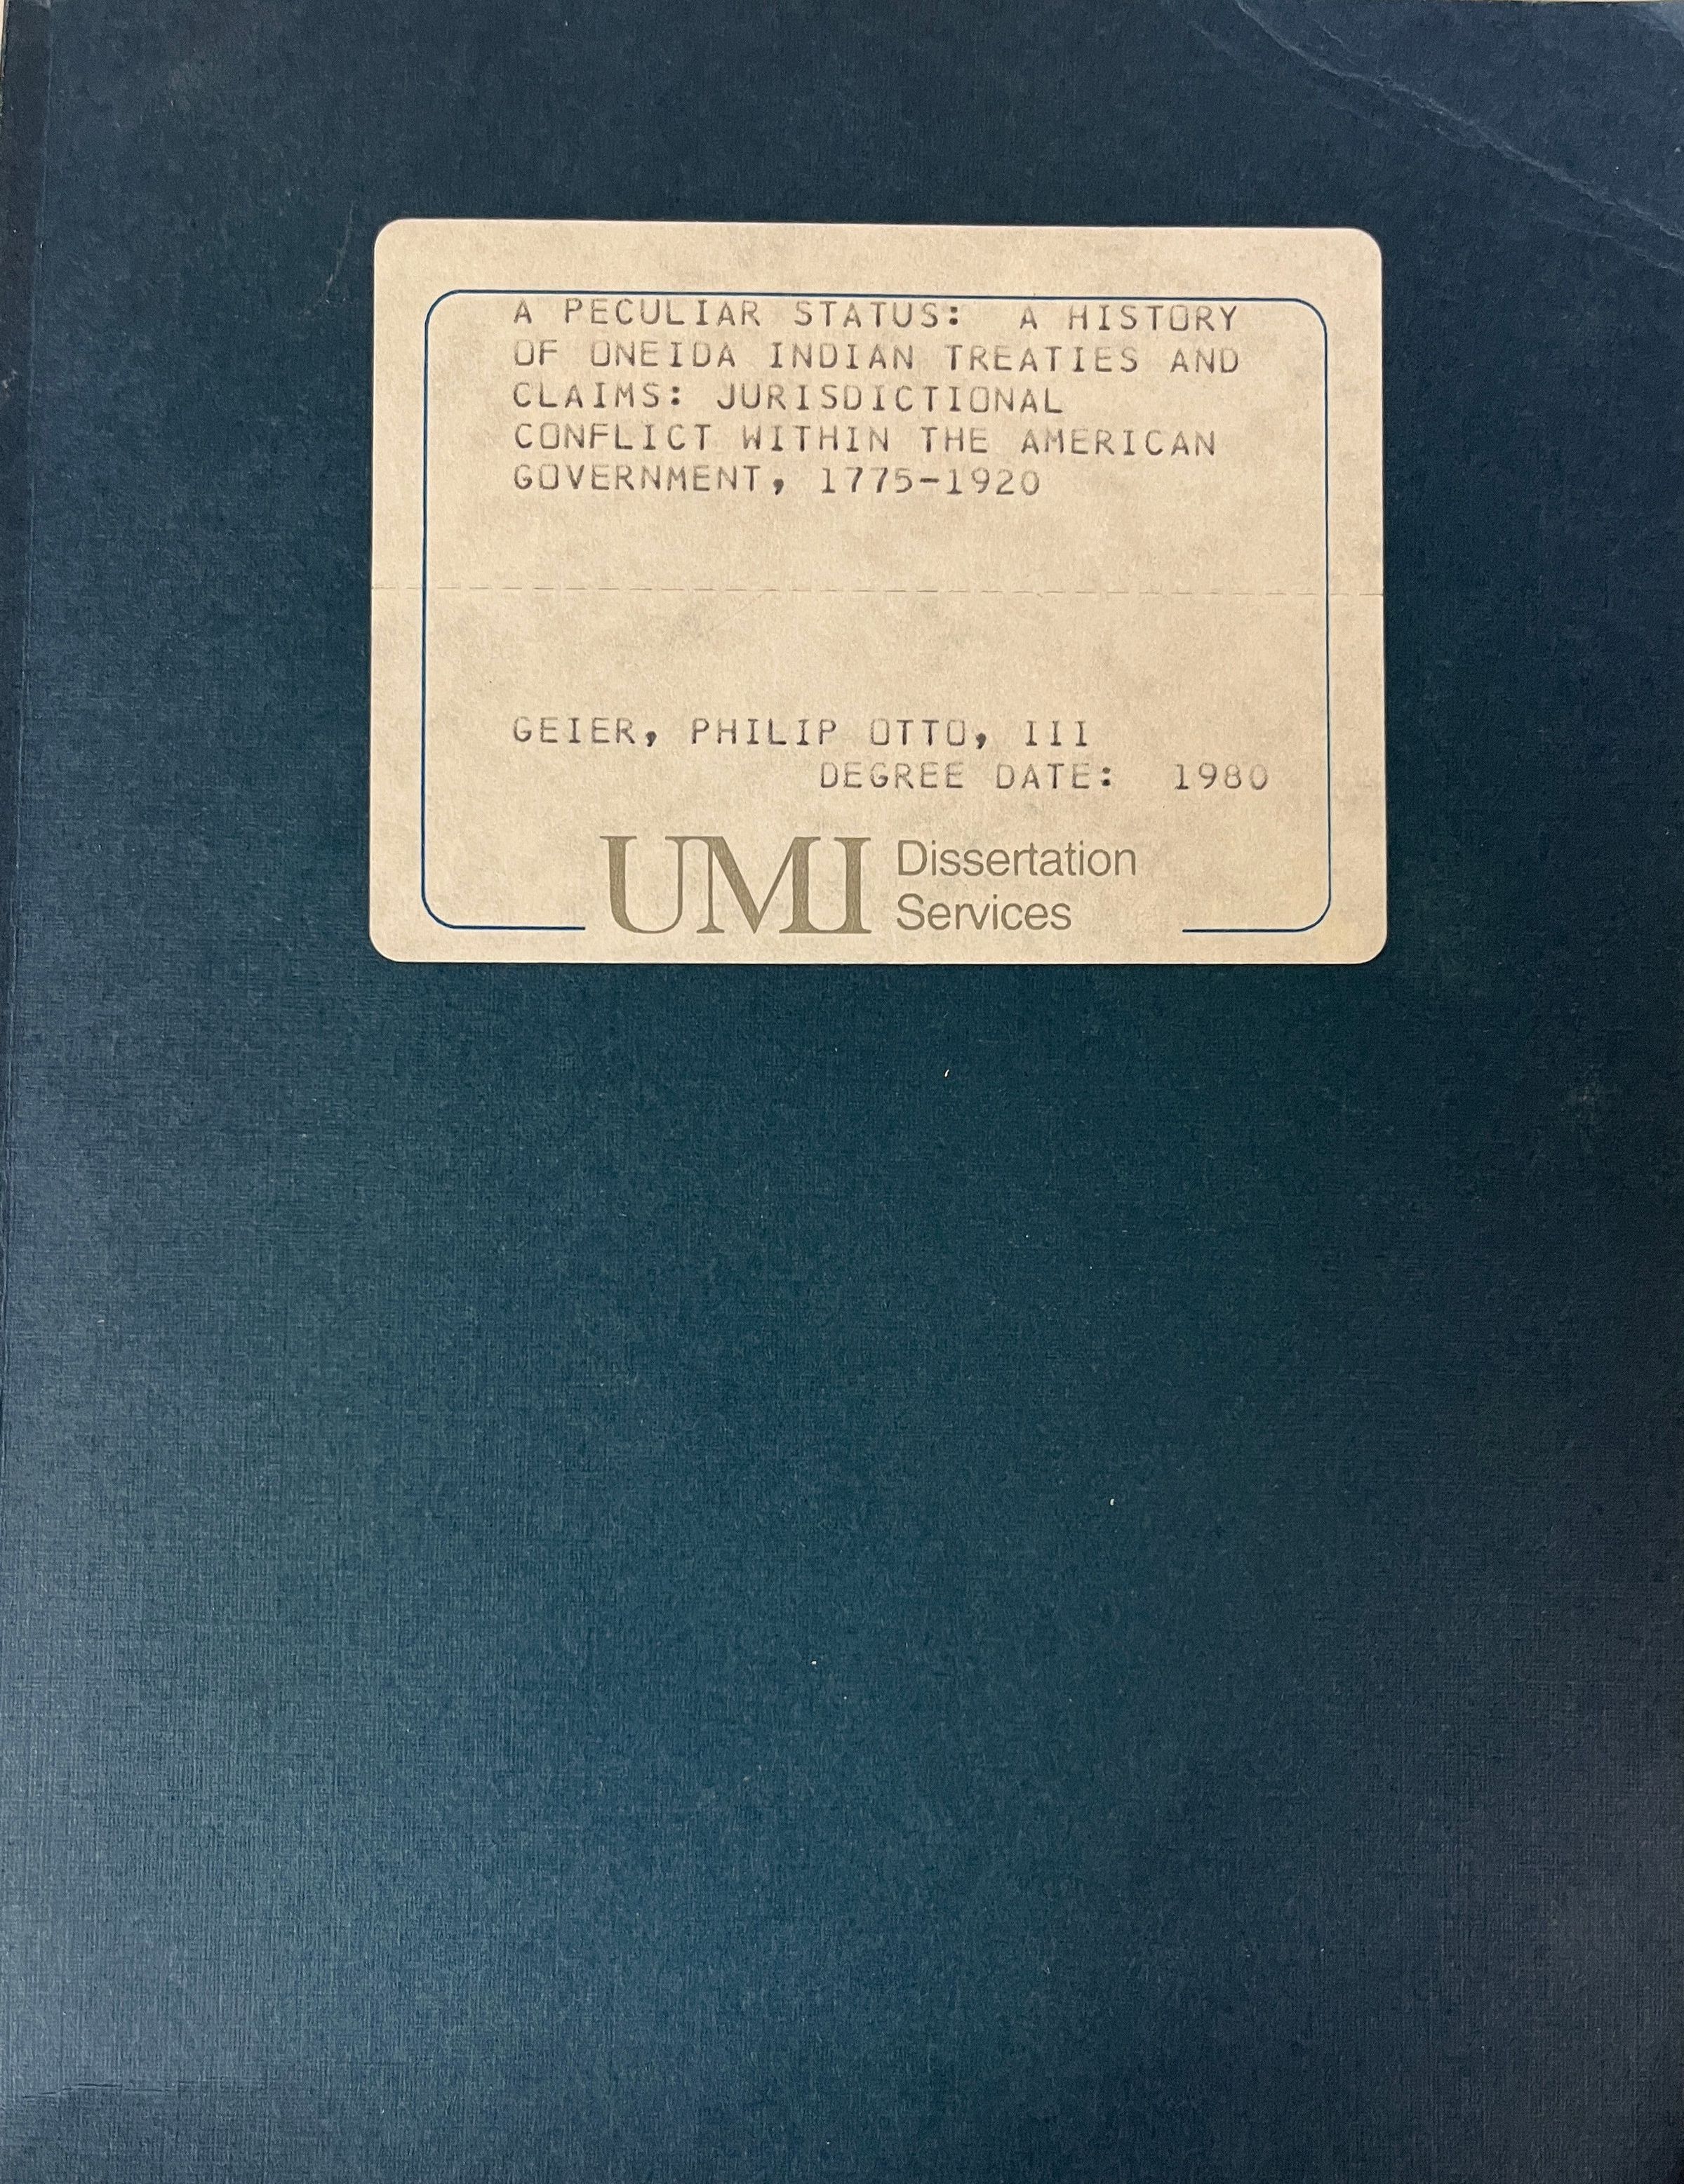 A PECULIAR STATUS: A HISTORY
OF ONEIDA INDIAN TREATIES AND
CLAIMS: JURISDICTIONAL
CONFLICT WITHIN THE AMERICAN
GOVERNMENT, 1775-1920
GEIER, PHILIP OTTO, III
DEGREE DATE: 1980
UMI Dissertation
Services